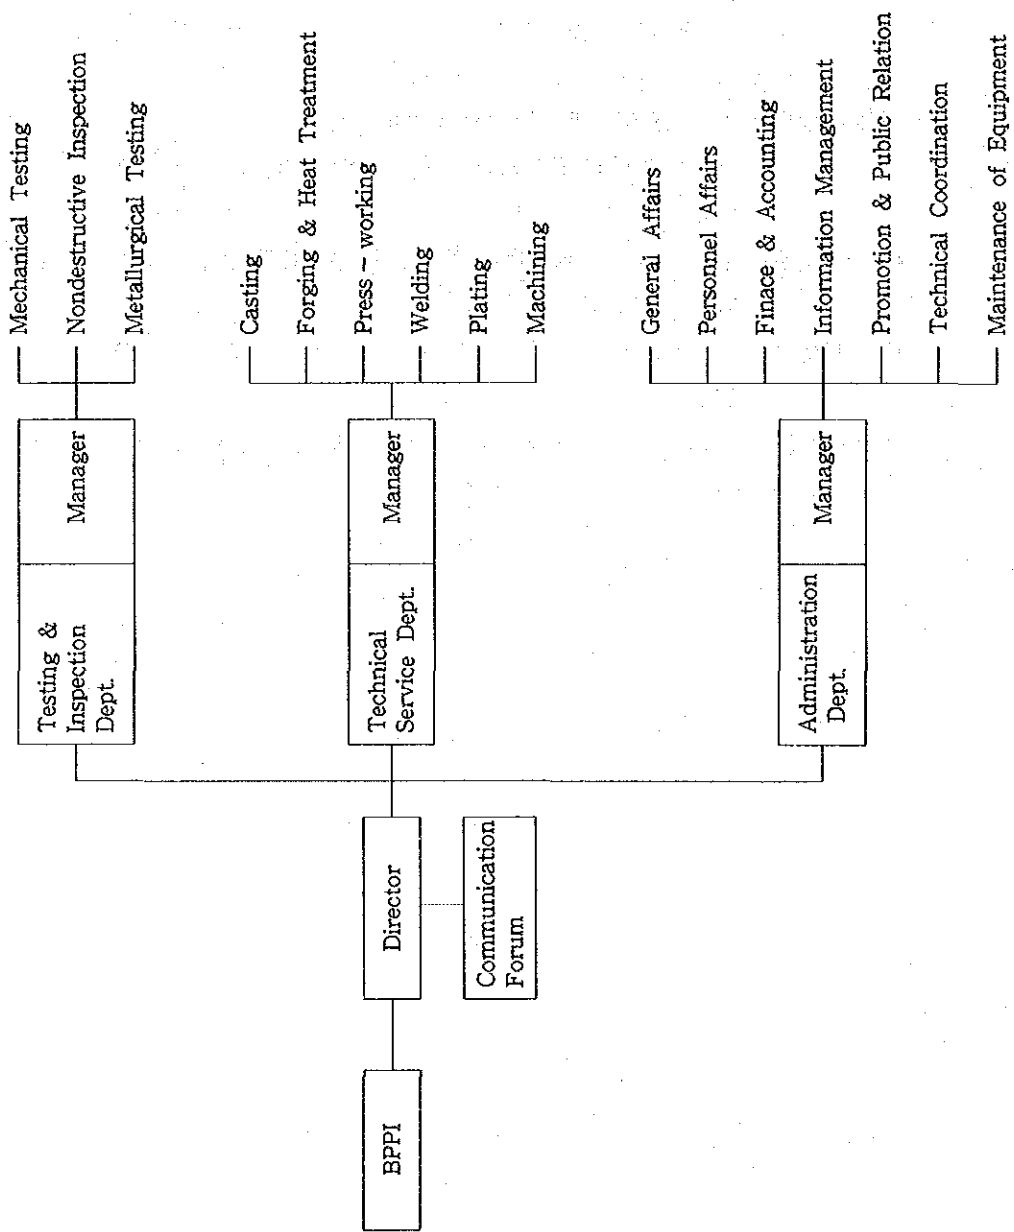 BPPI
Director
Communication
Forum
Testing &
Inspection
Dept.
Manager
Mechanical Testing
Nondestructive Inspection
Metallurgical Testing
Technical
Service Dept.
Manager
Casting
Forging & Heat Treatment
Press - working
Welding
Plating
Machining
Administration
Dept.
Manager
General Affairs
Personnel Affairs
Finace & Accounting
Information Management
Promotion & Public Relation
Technical Coordination
Maintenance of Equipment